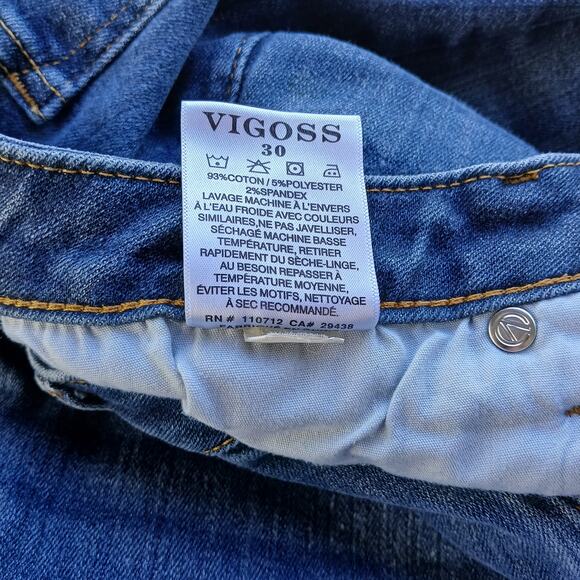 VIGOSS
30
93%COTON / 5%POLYESTER
2%SPANDEX
LAVAGE MACHINE À L'ENVERS
À L'EAU FROIDE AVEC COULEURS
SIMILAIRES,NE PAS JAVELLISER,
SÉCHAGE MACHINE BASSE
TEMPÉRATURE, RETIRER
RAPIDEMENT DU SÈCHE-LINGE,
AU BESOIN REPASSER À
TEMPÉRATURE MOYENNE,
ÉVITER LES MOTIFS, NETTOYAGE
À SEC RECOMMANDÉ.
RN # 110712 CA# 29438